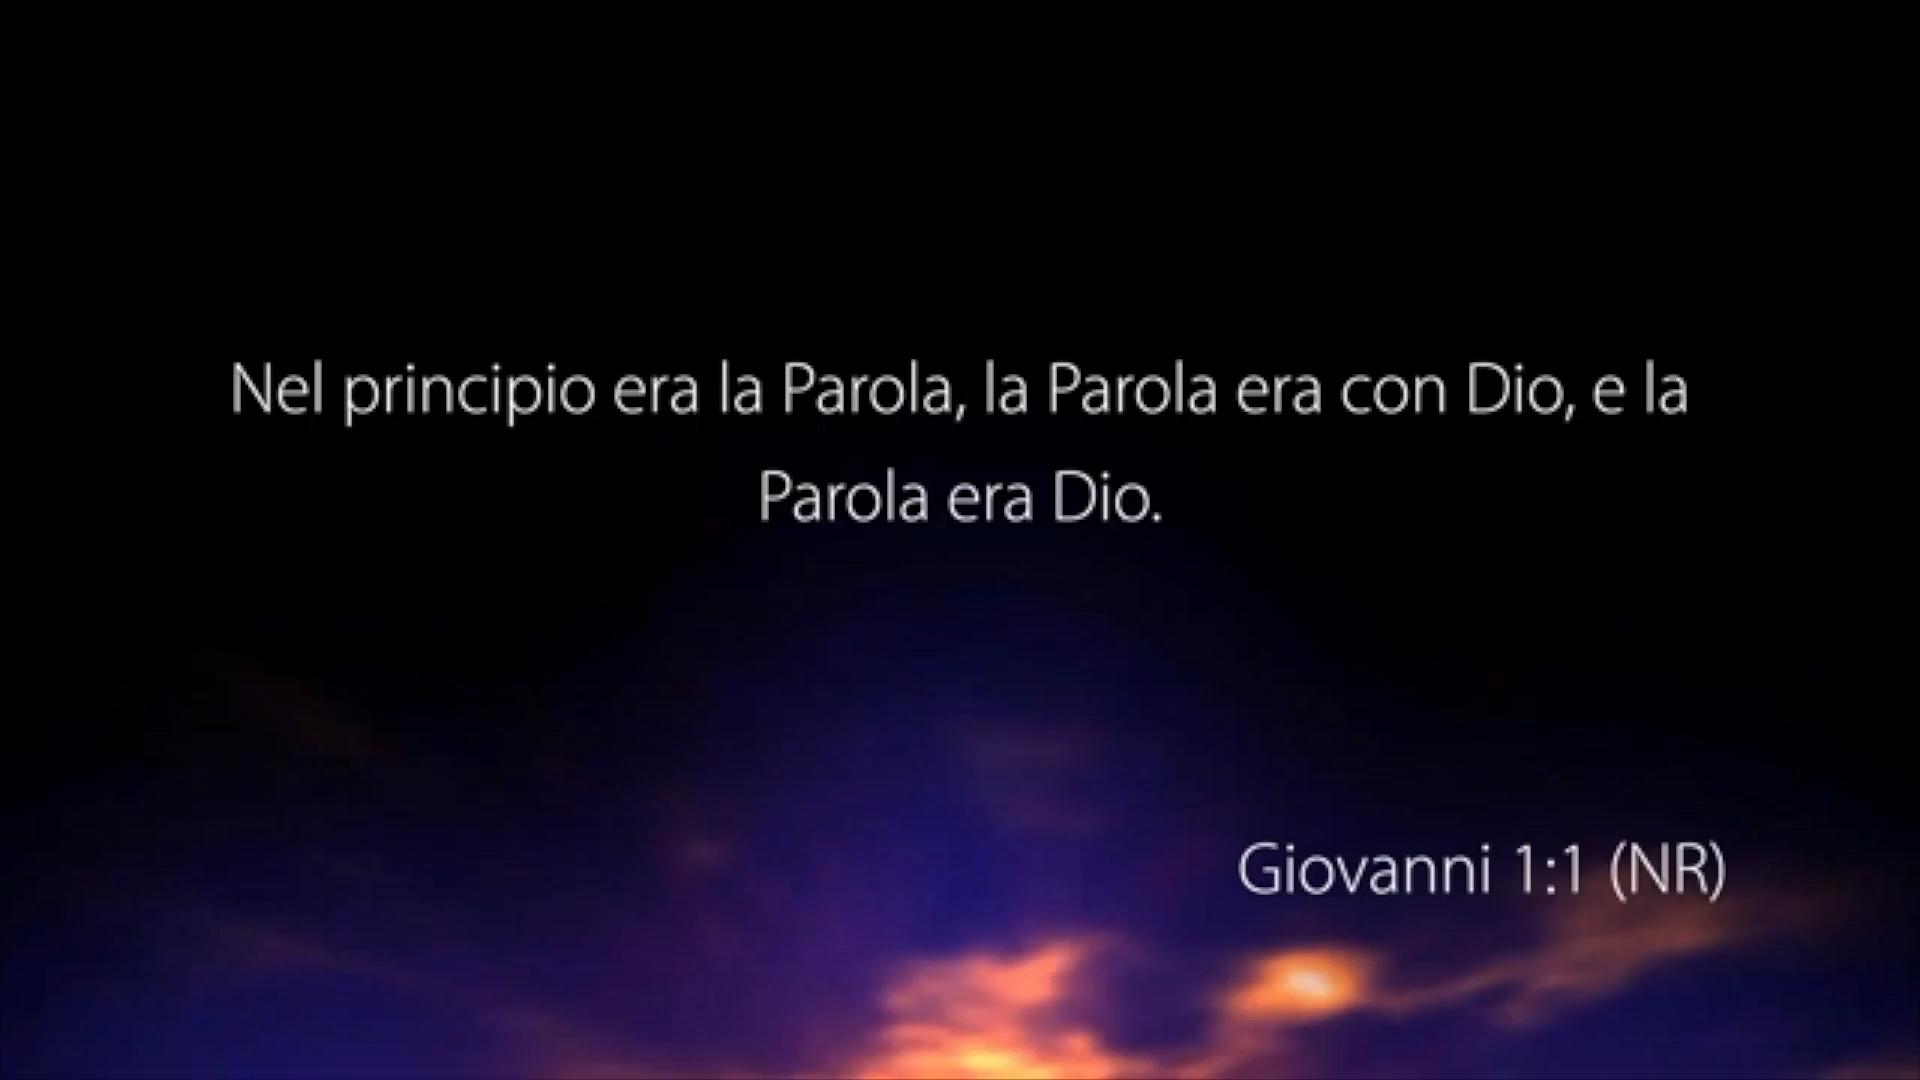 Nel principio era la Parola, la Parola era con Dio, e la
Parola era Dio.
Giovanni 1:1 (NR)